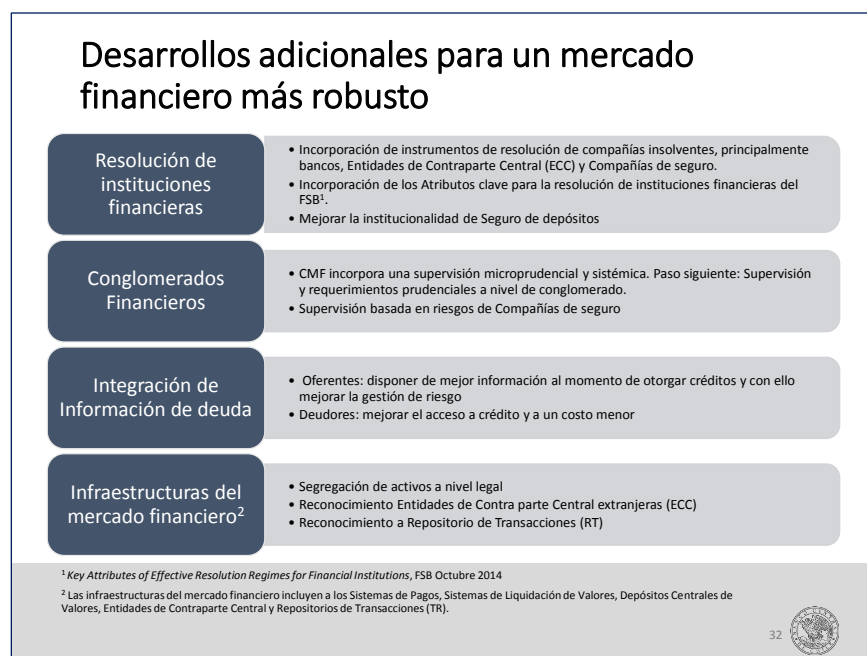 Desarrollos adicionales para un mercado
financiero más robusto
Resolución de
instituciones
financieras
• Incorporación de instrumentos de resolución de compañías insolventes, principalmente
bancos, Entidades de Contraparte Central (ECC) y Compañías de seguro.
• Incorporación de los Atributos clave para la resolución de instituciones financieras del
FSB¹.
• Mejorar la institucionalidad de Seguro de depósitos
Conglomerados
Financieros
• CMF incorpora una supervisión microprudencial y sistémica. Paso siguiente: Supervisión
y requerimientos prudenciales a nivel de conglomerado.
• Supervisión basada en riesgos de Compañías de seguro
Integración de
Información de deuda
• Oferentes: disponer de mejor información al momento de otorgar créditos y con ello
mejorar la gestión de riesgo
• Deudores: mejorar el acceso a crédito y a un costo menor
Infraestructuras del
mercado financiero²
• Segregación de activos a nivel legal
• Reconocimiento Entidades de Contra parte Central extranjeras (ECC)
• Reconocimiento a Repositorio de Transacciones (RT)
¹ Key Attributes of Effective Resolution Regimes for Financial Institutions, FSB Octubre 2014
² Las infraestructuras del mercado financiero incluyen a los Sistemas de Pagos, Sistemas de Liquidación de Valores, Depósitos Centrales de
Valores, Entidades de Contraparte Central y Repositorios de Transacciones (TR).
32